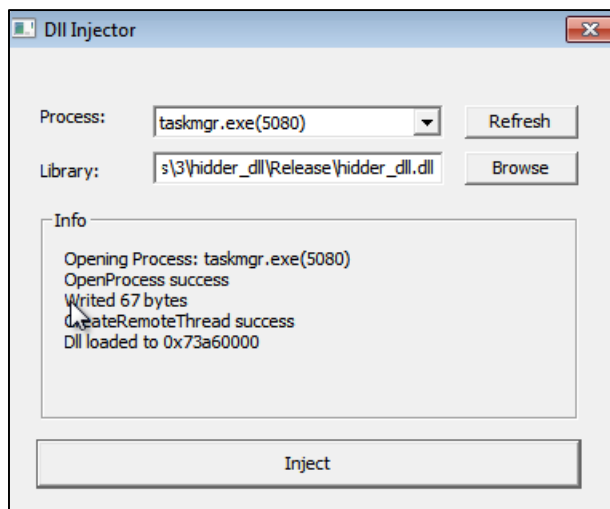 Dll Injector
Process: taskmgr.exe(5080) Refresh
Library: s\3\hidder_dll\Release\hidder_dll.dll Browse
Info
Opening Process: taskmgr.exe(5080)
OpenProcess success
Writed 67 bytes
CreateRemoteThread success
Dll loaded to 0x73a60000
Inject